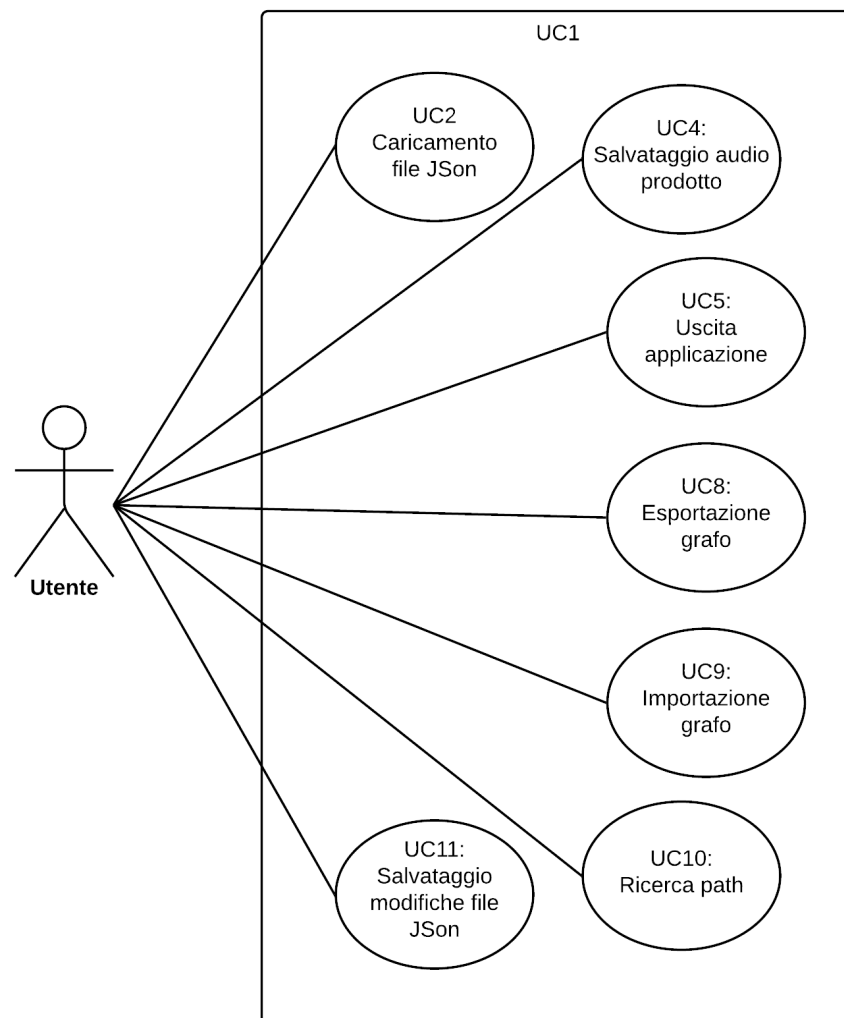 UC1
UC2
Caricamento
file JSon
UC4:
Salvataggio audio
prodotto
UC5:
Uscita
applicazione
UC8:
Esportazione
grafo
Utente
UC9:
Importazione
grafo
UC11:
Salvataggio
modifiche file
JSon
UC10:
Ricerca path